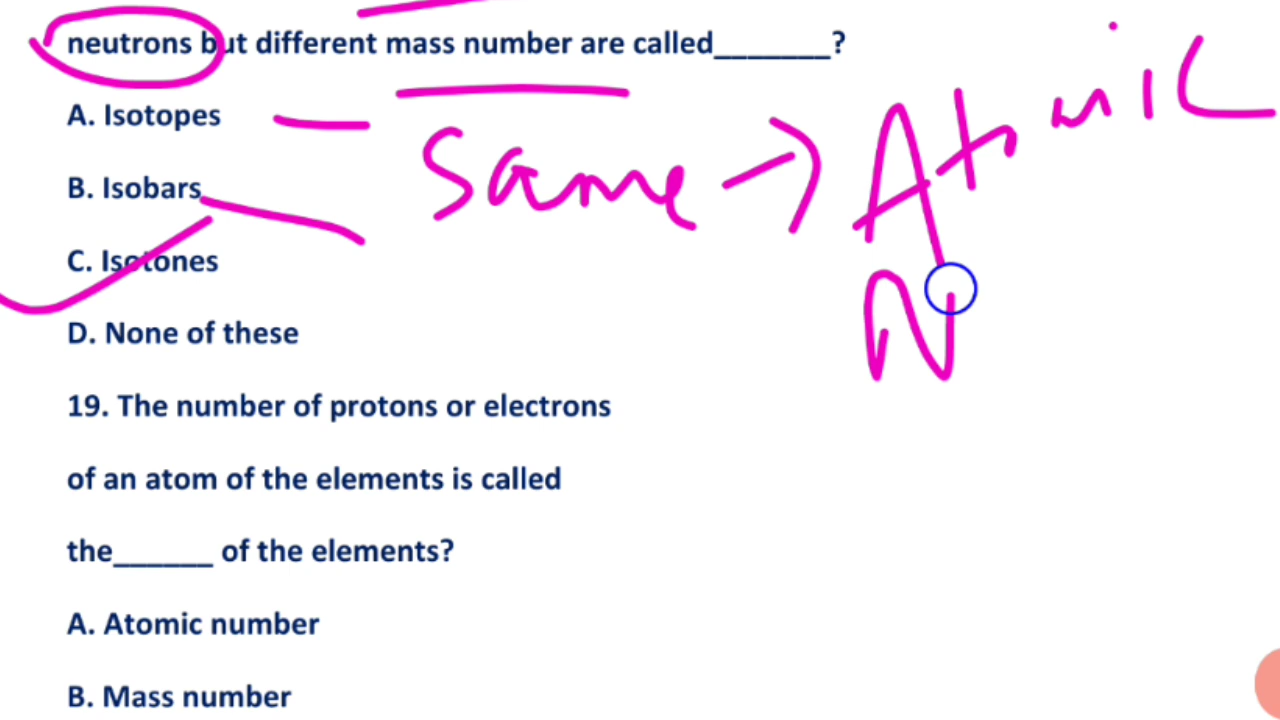 neutrons but different mass number are called_______?
A. Isotopes
Same → Atomic
B. Isobars
C. Isotones
N
D. None of these
19. The number of protons or electrons
of an atom of the elements is called
the______ of the elements?
A. Atomic number
B. Mass number